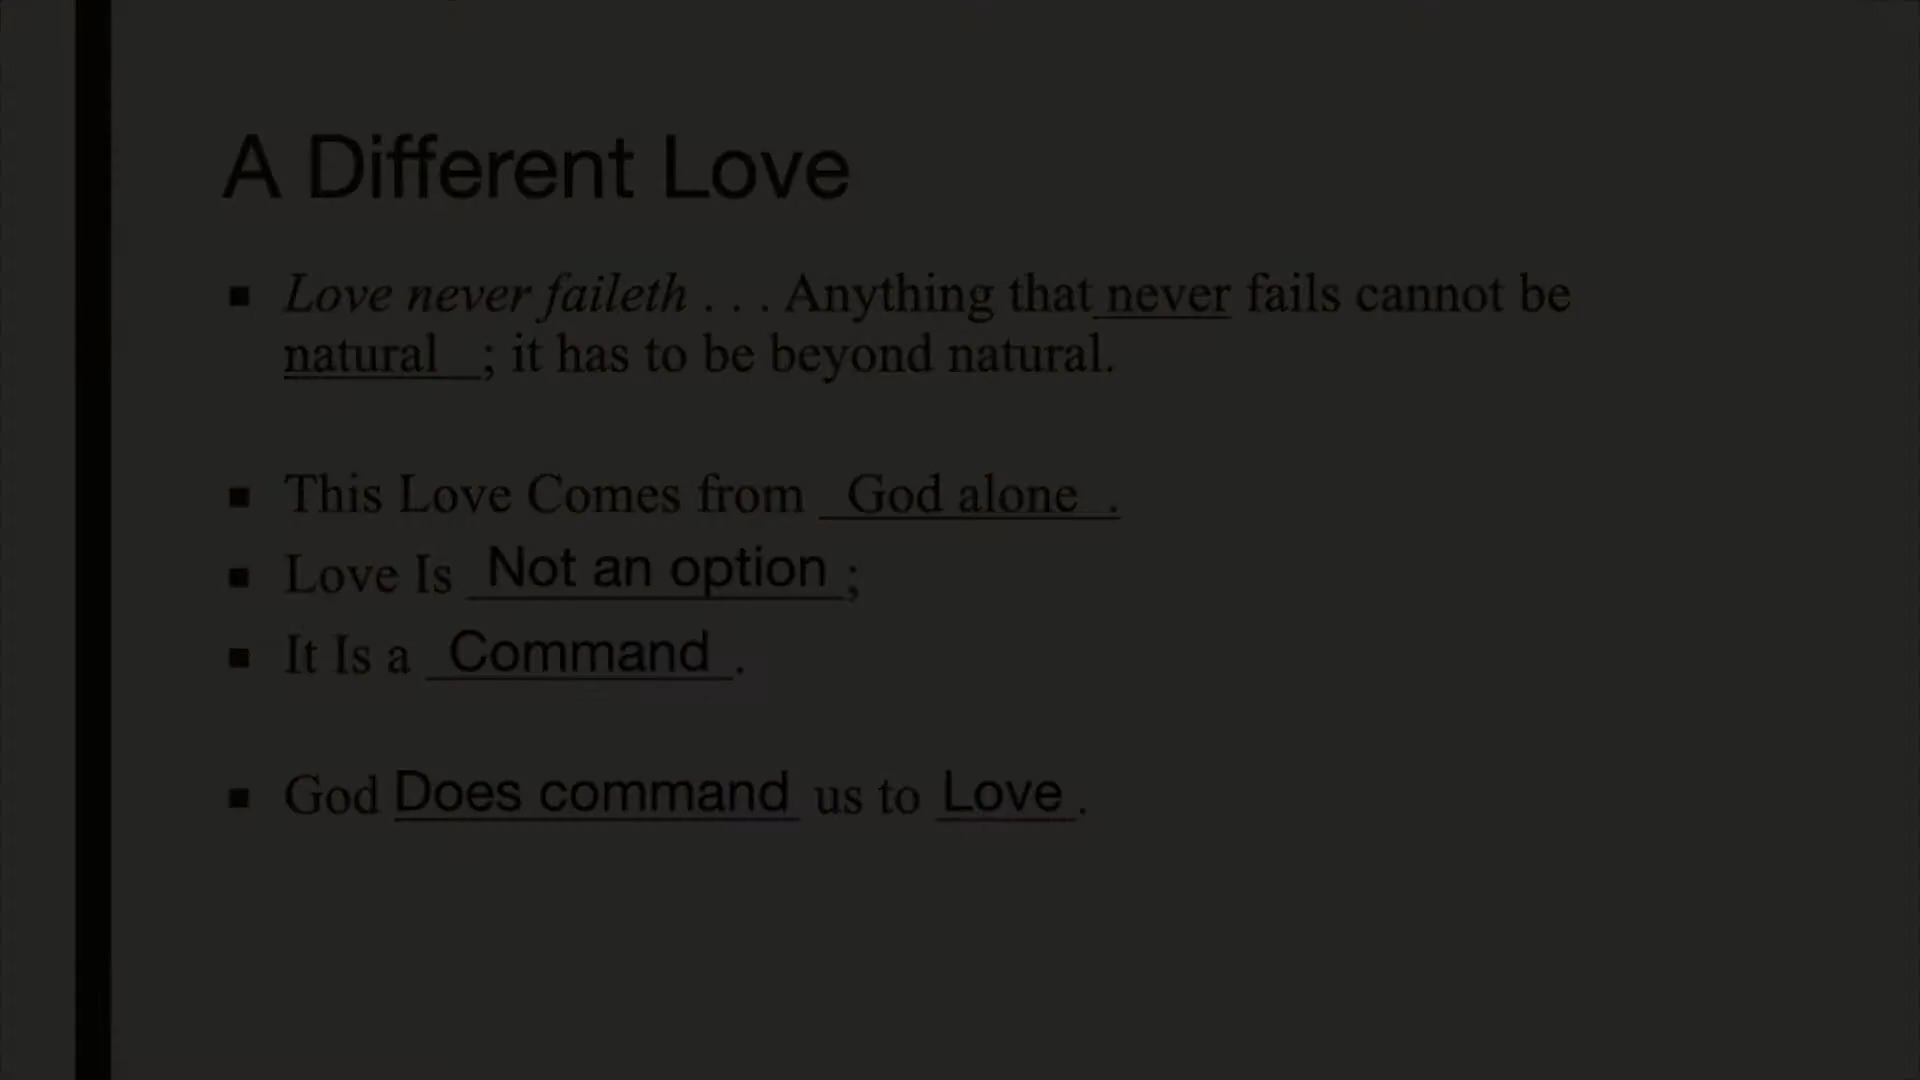 A Different Love
▪ Love never faileth . . . Anything that never fails cannot be
natural ; it has to be beyond natural.
▪ This Love Comes from God alone .
▪ Love Is Not an option ;
▪ It Is a Command .
▪ God Does command us to Love .